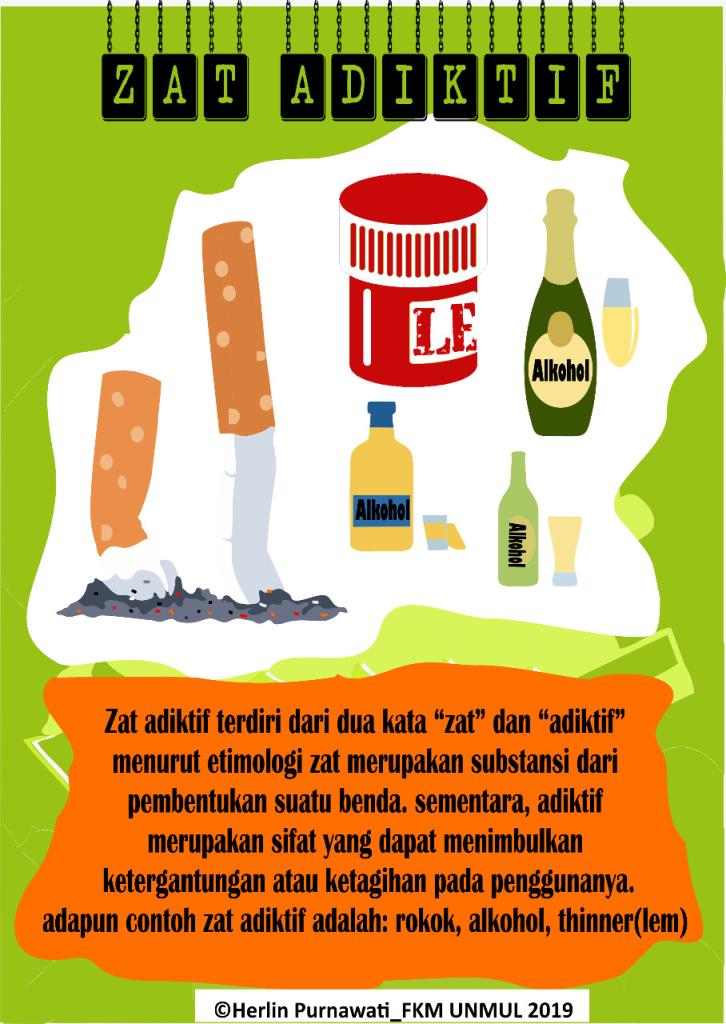 ZAT ADIKTIF
LE
Alkohol
Alkohol
Alkohol
Zat adiktif terdiri dari dua kata “zat” dan “adiktif”
menurut etimologi zat merupakan substansi dari
pembentukan suatu benda. sementara, adiktif
merupakan sifat yang dapat menimbulkan
ketergantungan atau ketagihan pada penggunanya.
adapun contoh zat adiktif adalah: rokok, alkohol, thinner(lem)
©Herlin Purnawati_FKM UNMUL 2019